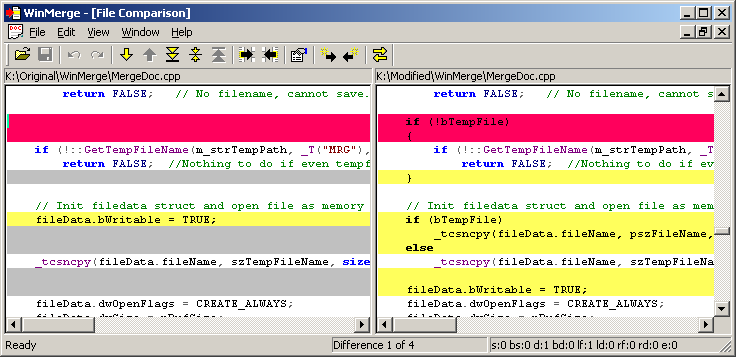 WinMerge - [File Comparison]
DOC File Edit View Window Help
K:\Original\WinMerge\MergeDoc.cpp
return FALSE; // No filename, cannot save.
if (!::GetTempFileName(m_strTempPath, _T("MRG"),
return FALSE; //Nothing to do if even tempf
// Init filedata struct and open file as memory
fileData.bWritable = TRUE;
_tcsncpy(fileData.fileName, szTempFileName, size
fileData.dwOpenFlags = CREATE_ALWAYS;
K:\Modified\WinMerge\MergeDoc.cpp
return FALSE; // No filename, cannot save.
if (!bTempFile)
{
if (!::GetTempFileName(m_strTempPath, _T
return FALSE; //Nothing to do if ev
}
// Init filedata struct and open file as mem
if (bTempFile)
_tcsncpy(fileData.fileName, pszFileName,
else
_tcsncpy(fileData.fileName, szTempFileNam
fileData.bWritable = TRUE;
fileData.dwOpenFlags = CREATE_ALWAYS;
Ready
Difference 1 of 4
s:0 bs:0 d:1 bd:0 lf:1 ld:0 rf:0 rd:0 e:0